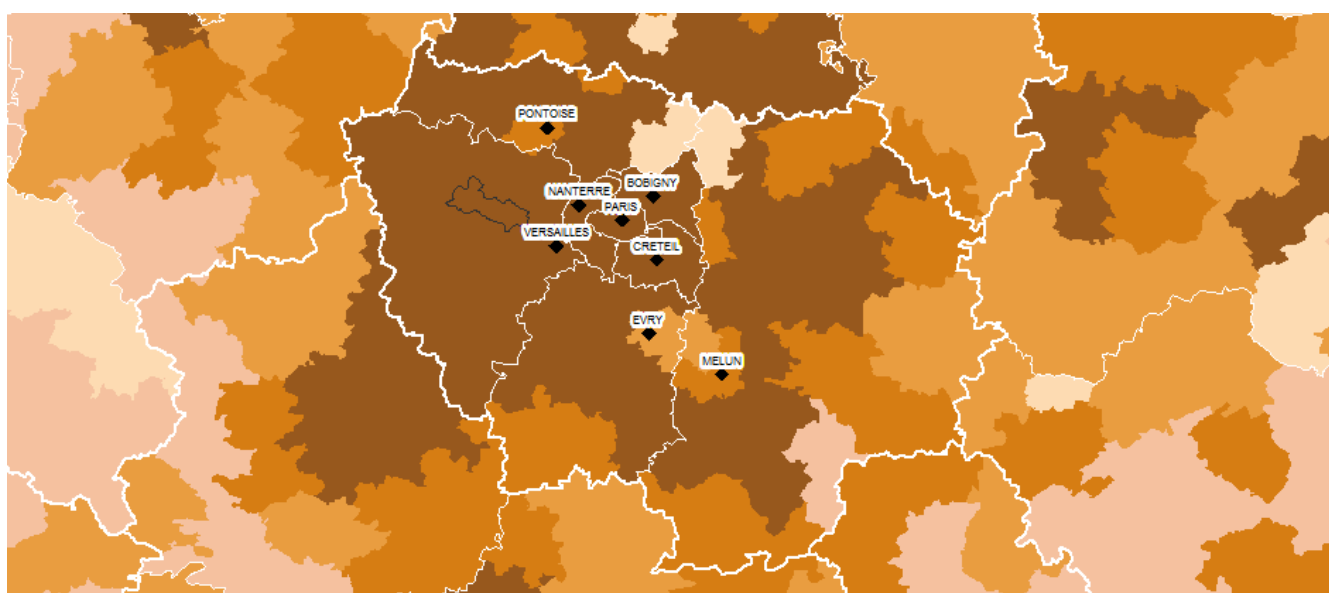 PONTOISE
NANTERRE
BOBIGNY
PARIS
VERSAILLES
CRETEIL
EVRY
MELUN